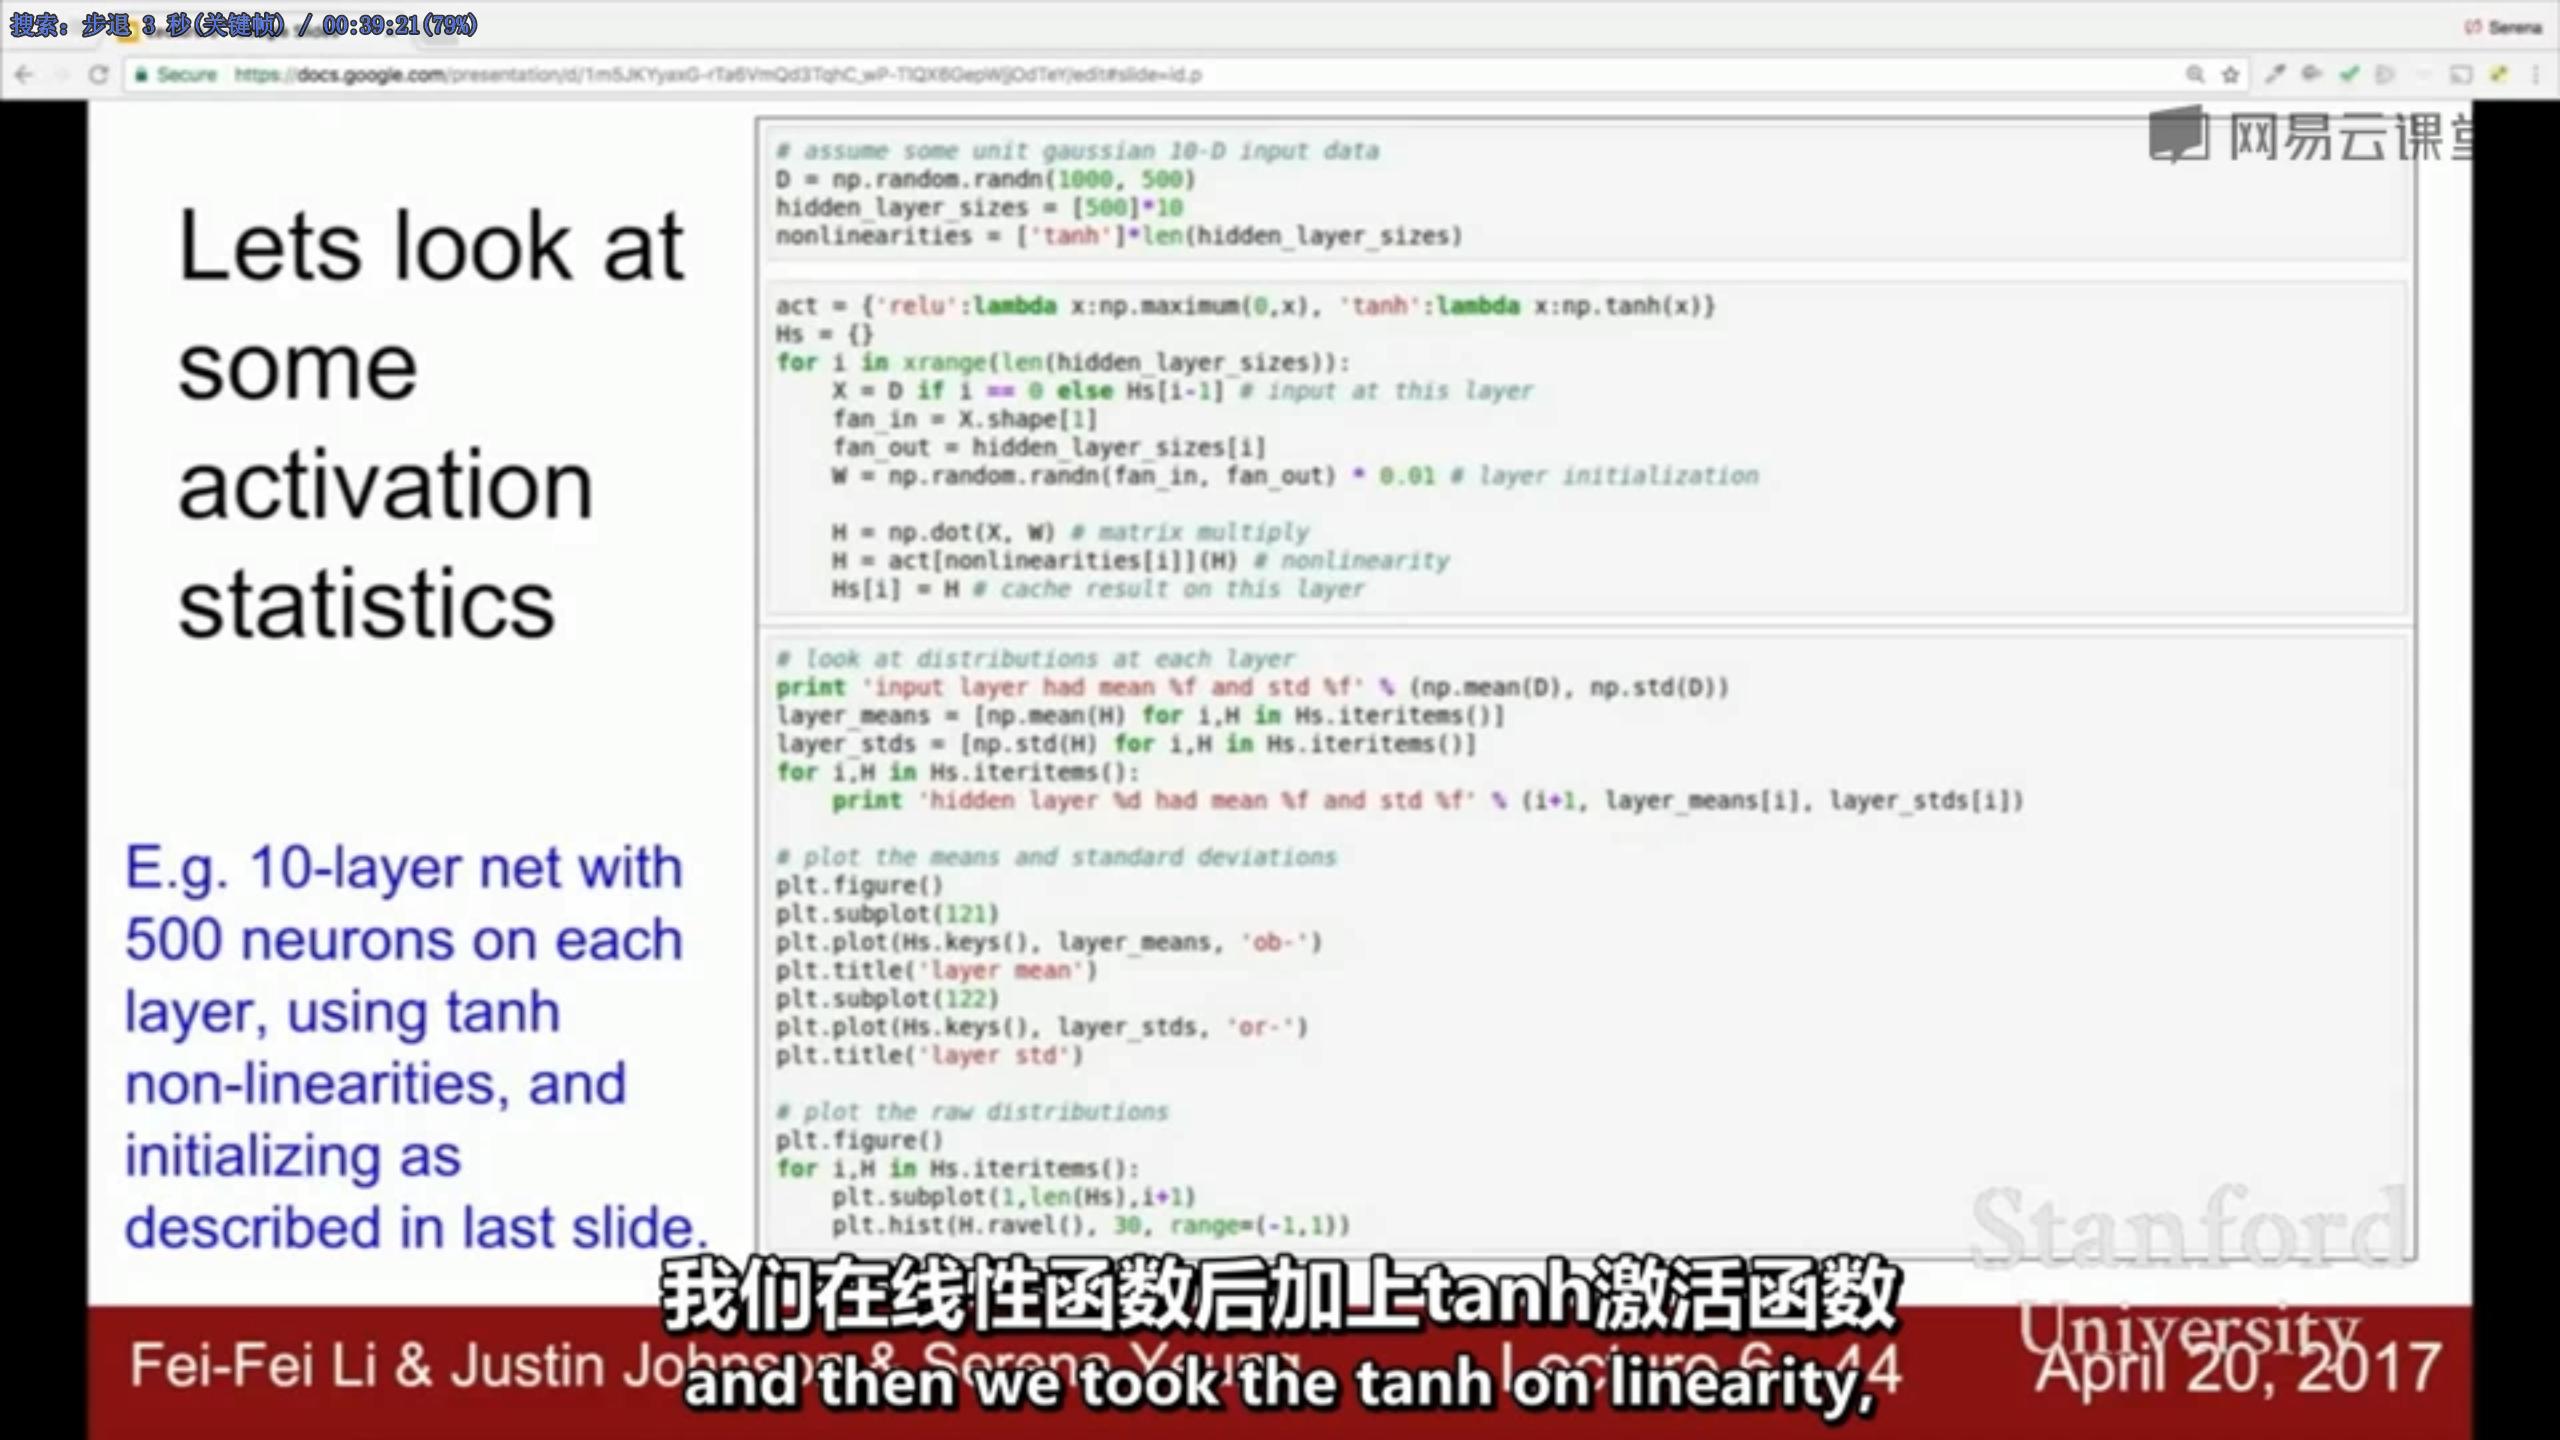 搜索: 步退 3 秒(关键帧) / 00:39:21(79%)
Serena
Secure https://docs.google.com/presentation/d/
网易云课堂
Lets look at
some
activation
statistics
E.g. 10-layer net with
500 neurons on each
layer, using tanh
non-linearities, and
initializing as
described in last slide.
# assume some unit gaussian 10-D input data
D = np.random.randn(1000, 500)
hidden_layer_sizes = [500]*10
nonlinearities = ['tanh']*len(hidden_layer_sizes)
act = {'relu':lambda x:np.maximum(0,x), 'tanh':lambda x:np.tanh(x)}
Hs = {}
for i in xrange(len(hidden_layer_sizes)):
    X = D if i == 0 else Hs[i-1] # input at this layer
    fan_in = X.shape[1]
    fan_out = hidden_layer_sizes[i]
    W = np.random.randn(fan_in, fan_out) * 0.01 # layer initialization
    H = np.dot(X, W) # matrix multiply
    H = act[nonlinearities[i]](H) # nonlinearity
    Hs[i] = H # cache result on this layer
# look at distributions at each layer
print 'input layer had mean %f and std %f' % (np.mean(D), np.std(D))
layer_means = [np.mean(H) for i,H in Hs.iteritems()]
layer_stds = [np.std(H) for i,H in Hs.iteritems()]
for i,H in Hs.iteritems():
    print 'hidden layer %d had mean %f and std %f' % (i+1, layer_means[i], layer_stds[i])
# plot the means and standard deviations
plt.figure()
plt.subplot(121)
plt.plot(Hs.keys(), layer_means, 'ob-')
plt.title('layer mean')
plt.subplot(122)
plt.plot(Hs.keys(), layer_stds, 'or-')
plt.title('layer std')
# plot the raw distributions
plt.figure()
for i,H in Hs.iteritems():
    plt.subplot(1,len(Hs),i+1)
    plt.hist(H.ravel(), 30, range=(-1,1))
Stanford
University
我们在线性函数后加上tanh激活函数
Fei-Fei Li & Justin Johnson & Serena Yeung Lecture 6 - 44 April 20, 2017
and then we took the tanh on linearity,